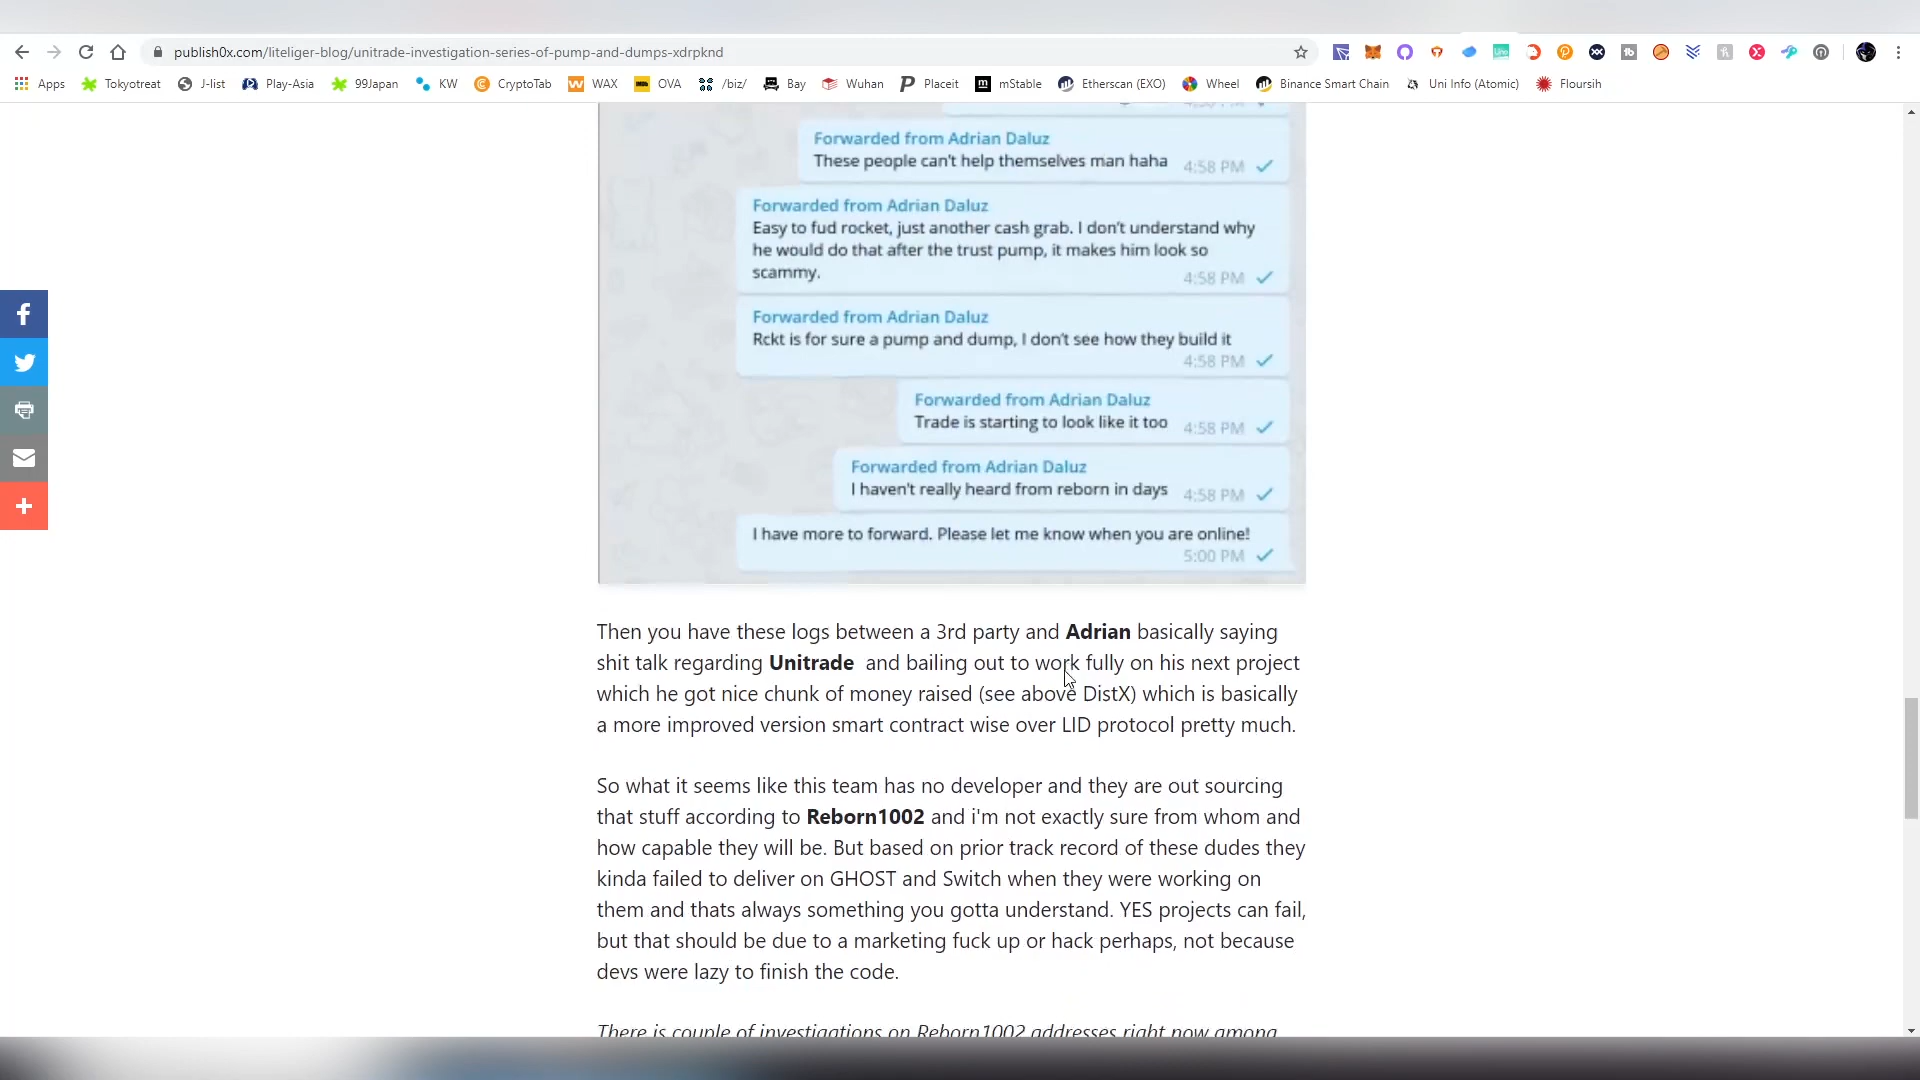 publish0x.com/liteliger-blog/unitrade-investigation-series-of-pump-and-dumps-xdrpknd
Apps Tokyotreat J-list Play-Asia 99Japan KW CryptoTab WAX OVA /biz/ Bay Wuhan Placeit mStable Etherscan (EXO) Wheel Binance Smart Chain Uni Info (Atomic) Floursih
Forwarded from Adrian Daluz
These people can't help themselves man haha 4:58 PM
Forwarded from Adrian Daluz
Easy to fud rocket, just another cash grab. I don't understand why
he would do that after the trust pump, it makes him look so
scammy. 4:58 PM
Forwarded from Adrian Daluz
Rckt is for sure a pump and dump, I don't see how they build it
4:58 PM
Forwarded from Adrian Daluz
Trade is starting to look like it too 4:58 PM
Forwarded from Adrian Daluz
I haven't really heard from reborn in days 4:58 PM
I have more to forward. Please let me know when you are online!
5:00 PM
Then you have these logs between a 3rd party and Adrian basically saying
shit talk regarding Unitrade and bailing out to work fully on his next project
which he got nice chunk of money raised (see above DistX) which is basically
a more improved version smart contract wise over LID protocol pretty much.
So what it seems like this team has no developer and they are out sourcing
that stuff according to Reborn1002 and i'm not exactly sure from whom and
how capable they will be. But based on prior track record of these dudes they
kinda failed to deliver on GHOST and Switch when they were working on
them and thats always something you gotta understand. YES projects can fail,
but that should be due to a marketing fuck up or hack perhaps, not because
devs were lazy to finish the code.
There is couple of investigations on Reborn1002 addresses right now among